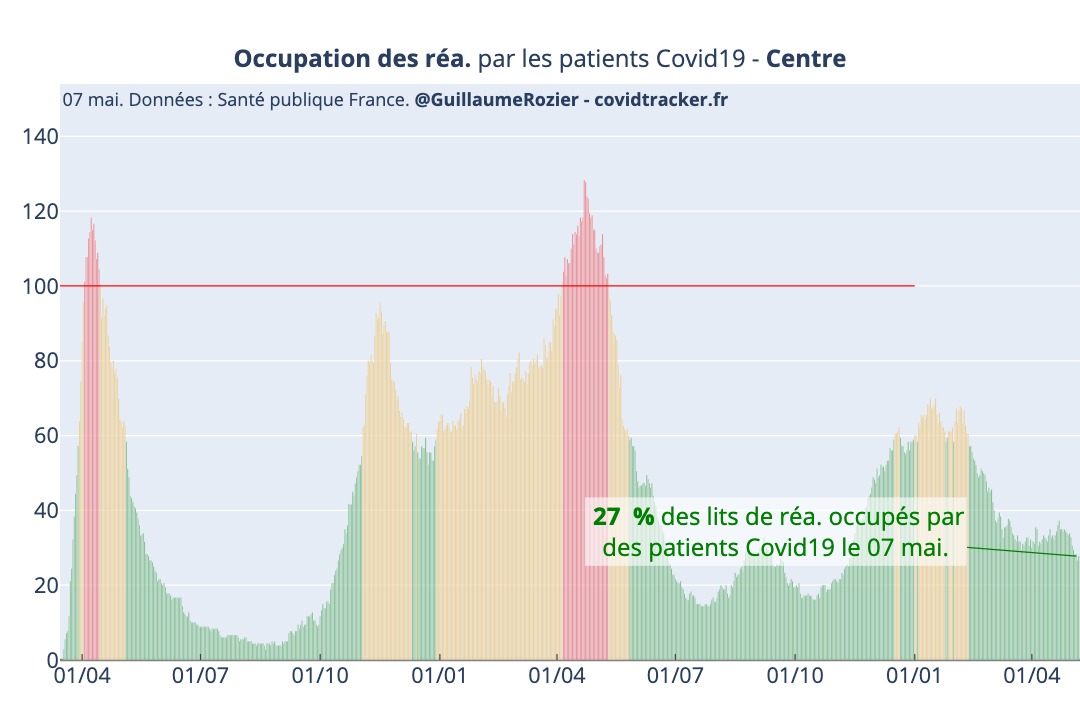 Occupation des réa. par les patients Covid19 - Centre
07 mai. Données : Santé publique France. @GuillaumeRozier - covidtracker.fr
140
120
100
80
60
40
20
0
27 % des lits de réa. occupés par
des patients Covid19 le 07 mai.
01/04 01/07 01/10 01/01 01/04 01/07 01/10 01/01 01/04